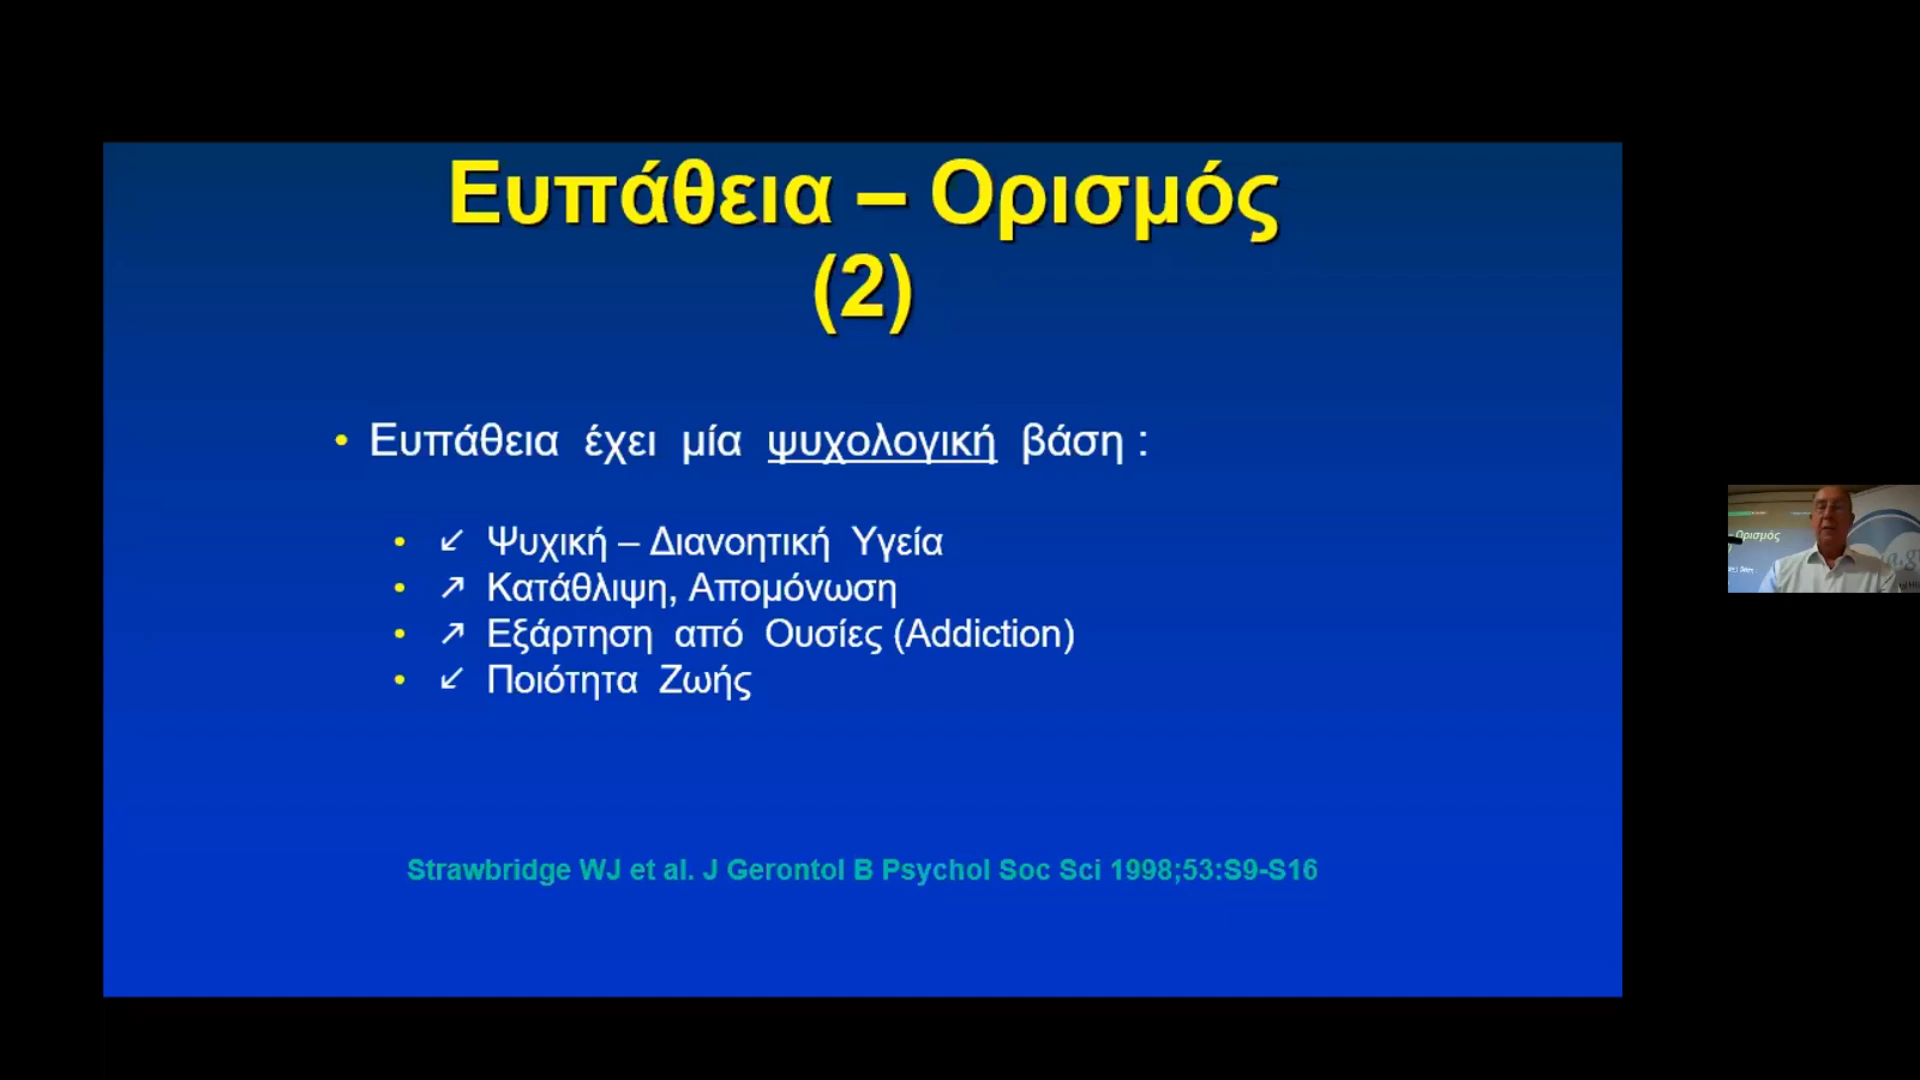 Ευπάθεια – Ορισμός
(2)
• Ευπάθεια έχει μία ψυχολογική βάση :
• ↙ Ψυχική – Διανοητική Υγεία
• ↗ Κατάθλιψη, Απομόνωση
• ↗ Εξάρτηση από Ουσίες (Addiction)
• ↙ Ποιότητα Ζωής
Strawbridge WJ et al. J Gerontol B Psychol Soc Sci 1998;53:S9-S16
Ορισμός